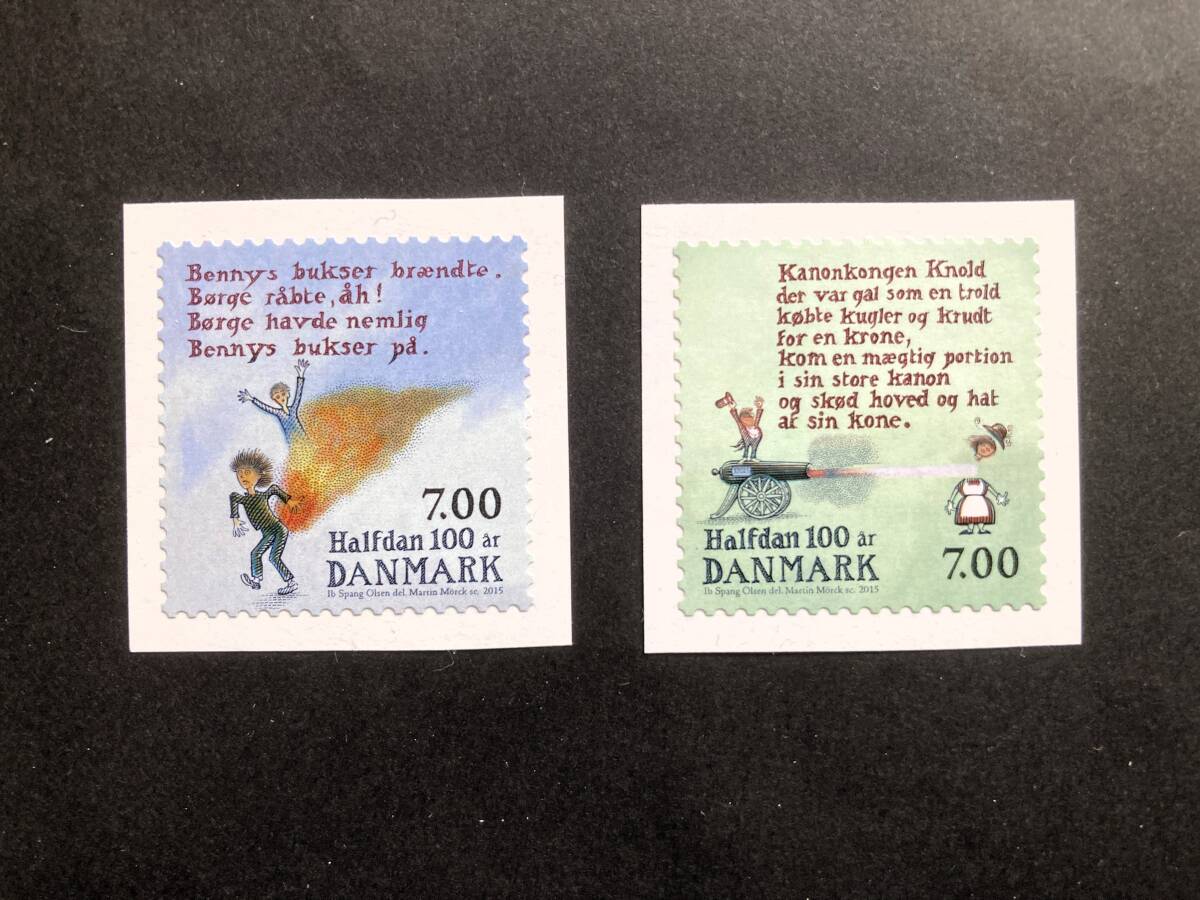 Bennys bukser brændte.
Børge råbte, åh!
Børge havde nemlig
Bennys bukser på.
7.00
Halfdan 100 år
DANMARK
Ib Spang Olsen del. Martin Mörck sc. 2015
Kanonkongen Knold
der var gal som en trold
købte kugler og krudt
for en krone,
kom en mægtig portion
i sin store kanon
og skød hoved og hat
af sin kone.
Halfdan 100 år
DANMARK
7.00
Ib Spang Olsen del. Martin Mörck sc. 2015